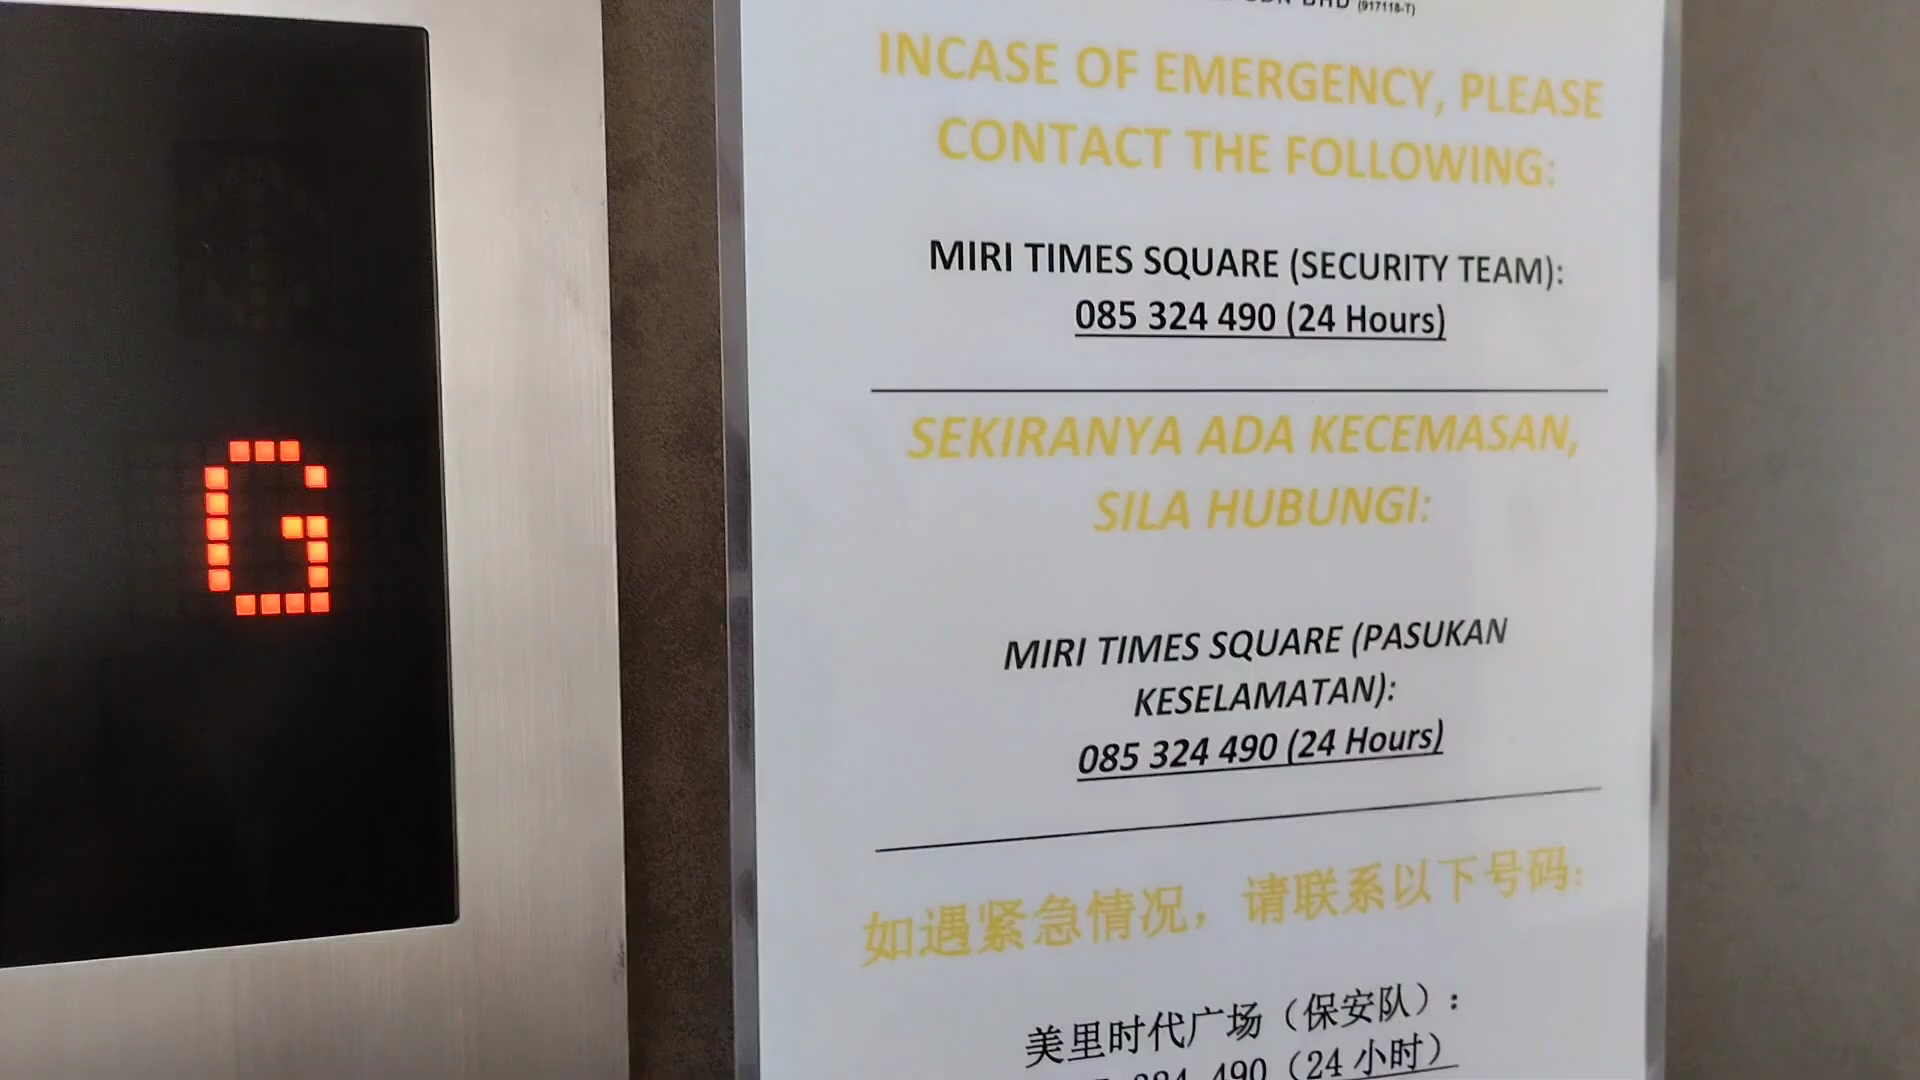 G
BHD (917118-T)
INCASE OF EMERGENCY, PLEASE
CONTACT THE FOLLOWING:
MIRI TIMES SQUARE (SECURITY TEAM):
085 324 490 (24 Hours)
SEKIRANYA ADA KECEMASAN,
SILA HUBUNGI:
MIRI TIMES SQUARE (PASUKAN
KESELAMATAN):
085 324 490 (24 Hours)
如遇紧急情况，请联系以下号码:
美里时代广场（保安队）:
490 (24 小时)